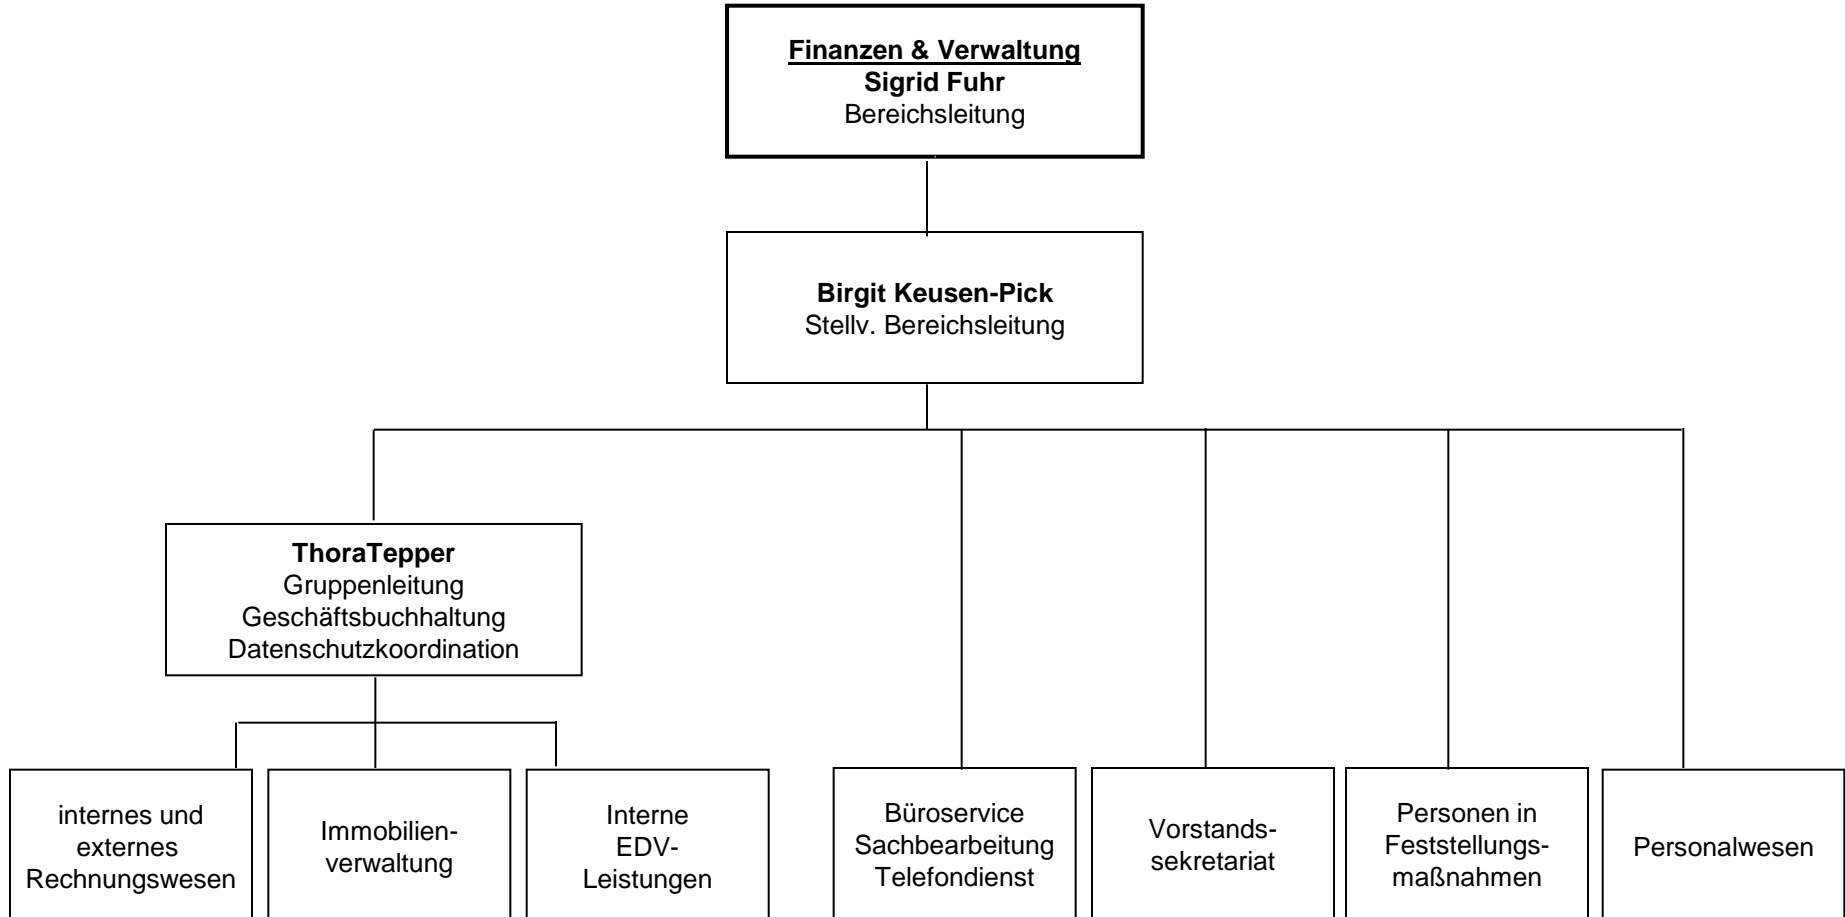 Finanzen & Verwaltung
Sigrid Fuhr
Bereichsleitung
Birgit Keusen-Pick
Stellv. Bereichsleitung
ThoraTepper
Gruppenleitung
Geschäftsbuchhaltung
Datenschutzkoordination
internes und
externes
Rechnungswesen
Immobilien-
verwaltung
Interne
EDV-
Leistungen
Büroservice
Sachbearbeitung
Telefondienst
Vorstands-
sekretariat
Personen in
Feststellungs-
maßnahmen
Personalwesen